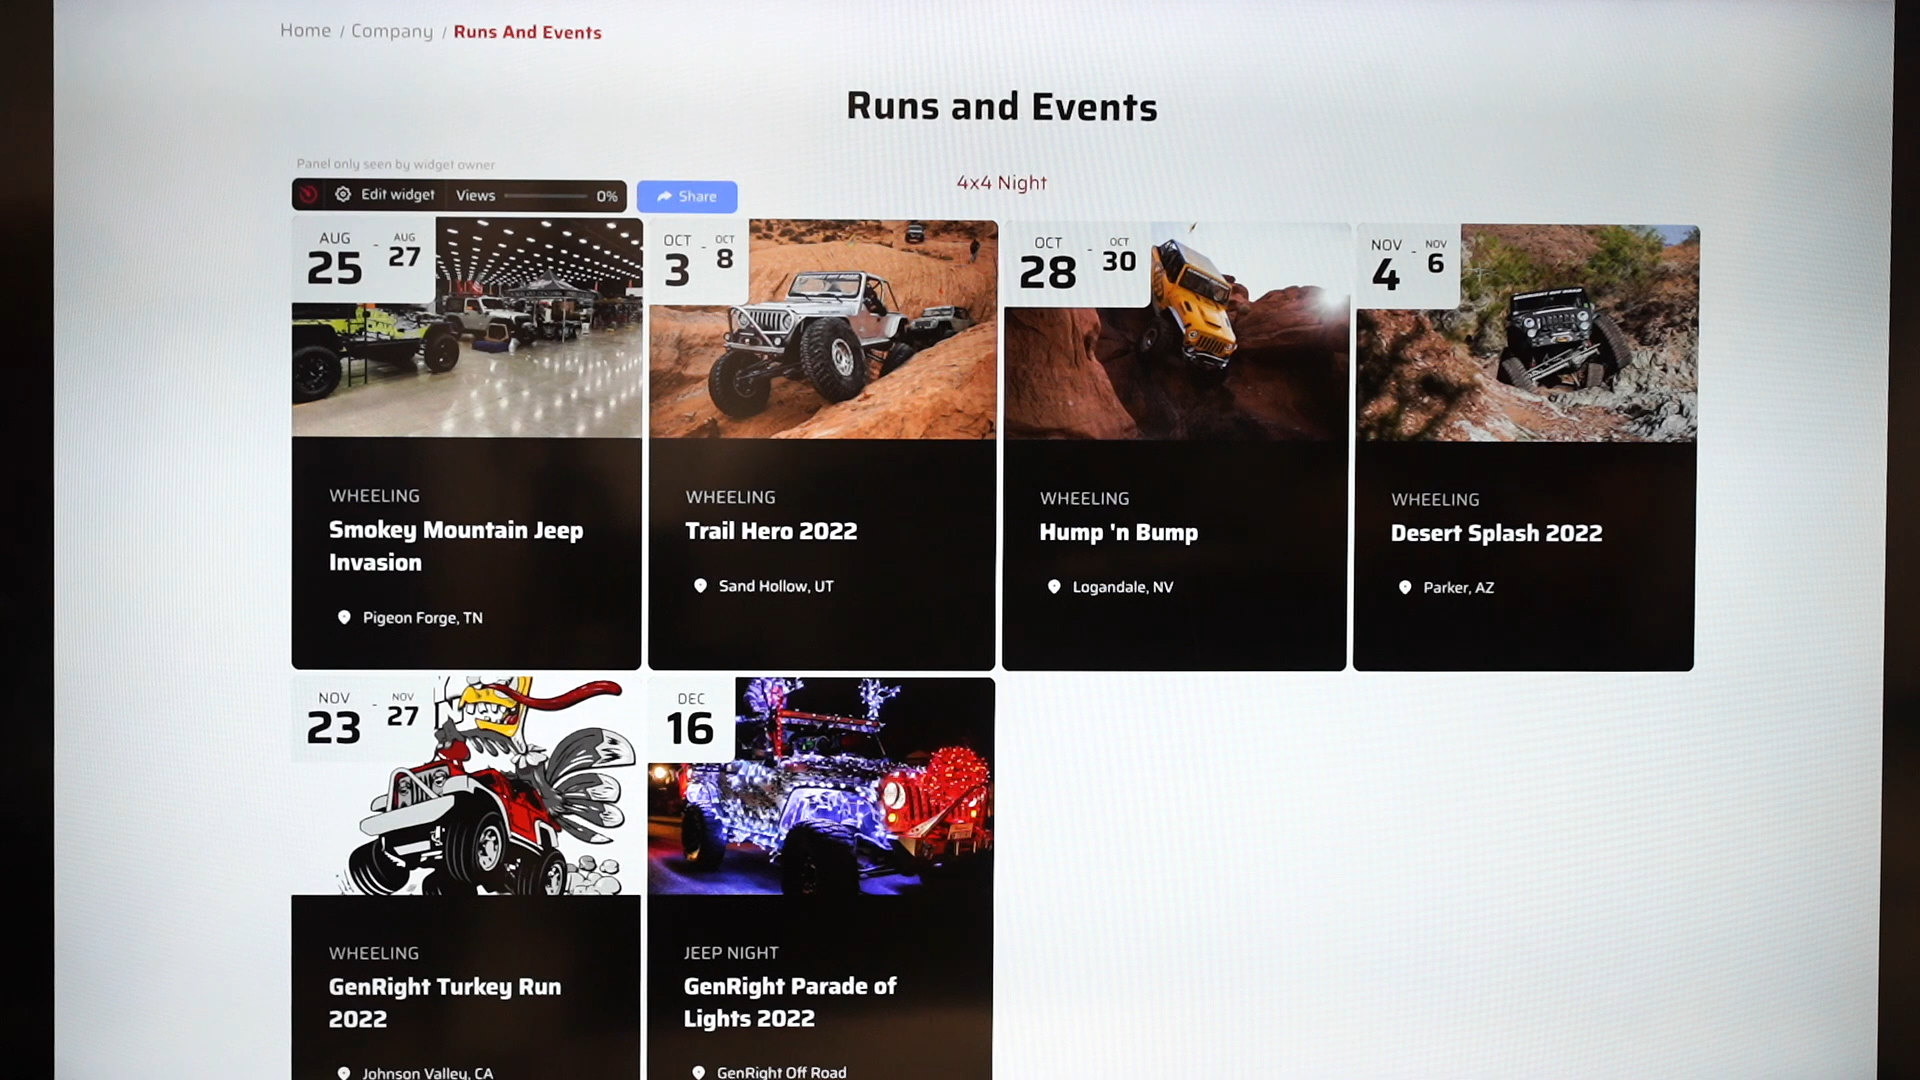 Home / Company / Runs And Events
Runs and Events
Panel only seen by widget owner
Edit widget Views 0% Share
4x4 Night
AUG 25 - AUG 27
OCT 3 - OCT 8
OCT 28 - OCT 30
NOV 4 - NOV 6
WHEELING
Smokey Mountain Jeep
Invasion
Pigeon Forge, TN
WHEELING
Trail Hero 2022
Sand Hollow, UT
WHEELING
Hump 'n Bump
Logandale, NV
WHEELING
Desert Splash 2022
Parker, AZ
NOV 23 - NOV 27
DEC 16
WHEELING
GenRight Turkey Run
2022
Johnson Valley, CA
JEEP NIGHT
GenRight Parade of
Lights 2022
GenRight Off Road